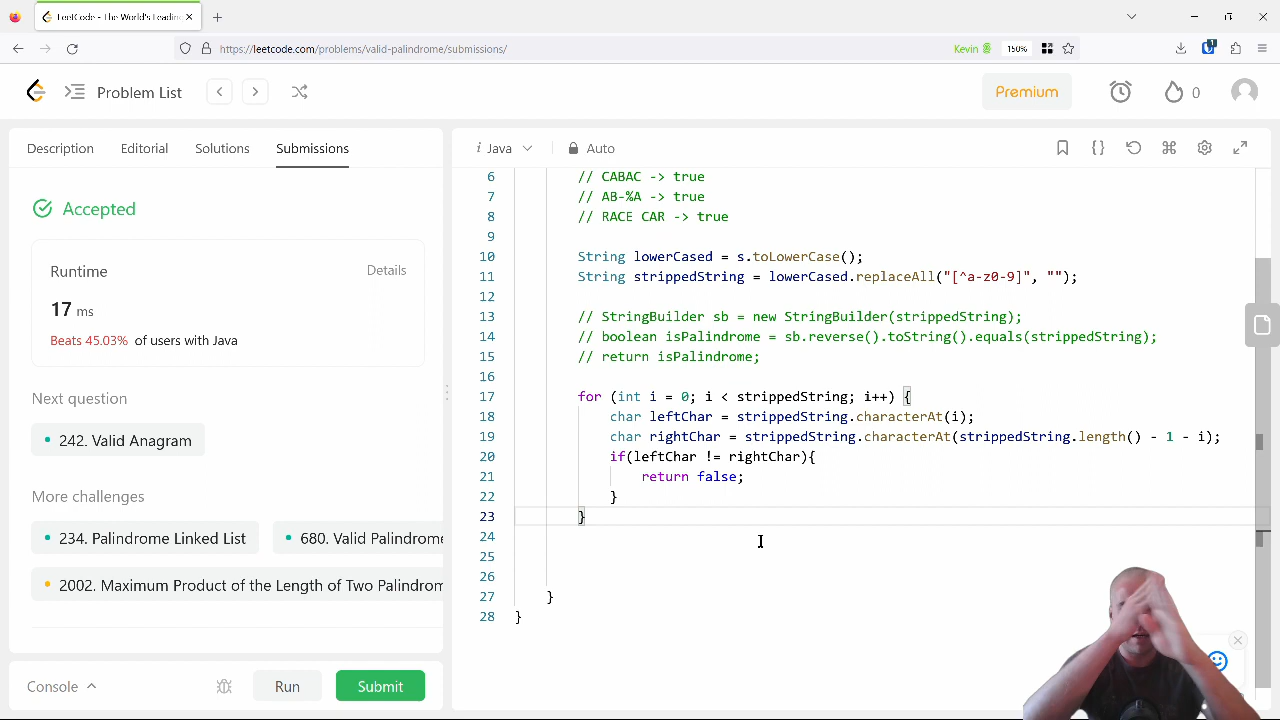 LeetCode - The World's Leading
https://leetcode.com/problems/valid-palindrome/submissions/
Kevin
150%
1
Problem List
Premium
0
Description
Editorial
Solutions
Submissions
Accepted
Runtime
Details
17 ms
Beats 45.03% of users with Java
Next question
242. Valid Anagram
More challenges
234. Palindrome Linked List
680. Valid Palindrome
2002. Maximum Product of the Length of Two Palindrom
Console
Run
Submit
i Java
Auto
6 // CABAC -> true
7 // AB-%A -> true
8 // RACE CAR -> true
9
10 String lowerCased = s.toLowerCase();
11 String strippedString = lowerCased.replaceAll("[^a-z0-9]", "");
12
13 // StringBuilder sb = new StringBuilder(strippedString);
14 // boolean isPalindrome = sb.reverse().toString().equals(strippedString);
15 // return isPalindrome;
16
17 for (int i = 0; i < strippedString; i++) {
18 char leftChar = strippedString.characterAt(i);
19 char rightChar = strippedString.characterAt(strippedString.length() - 1 - i);
20 if(leftChar != rightChar){
21 return false;
22 }
23 }
24
25
26
27 }
28 }